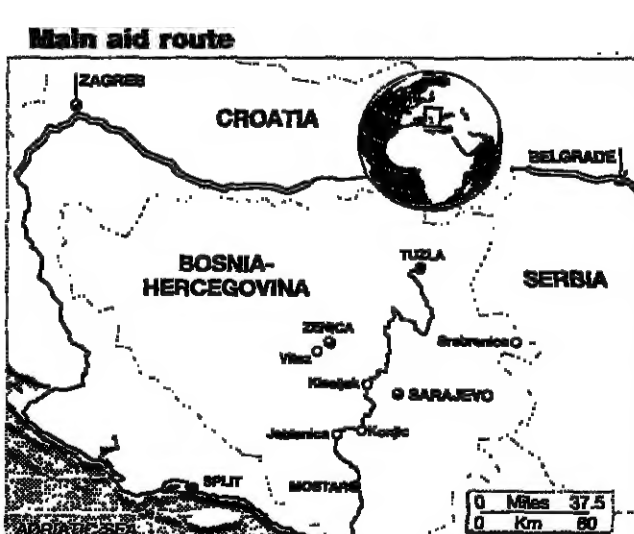 Main aid route
ZAGREB
CROATIA
BELGRADE
BOSNIA-
HERCEGOVINA
TUZLA
SERBIA
ZENICA
Vitez
Srebrenica
Kiseljak
SARAJEVO
Jablanica
Konjic
SPLIT
MOSTAR
0 Miles 37.5
0 Km 60
ADRIATIC SEA